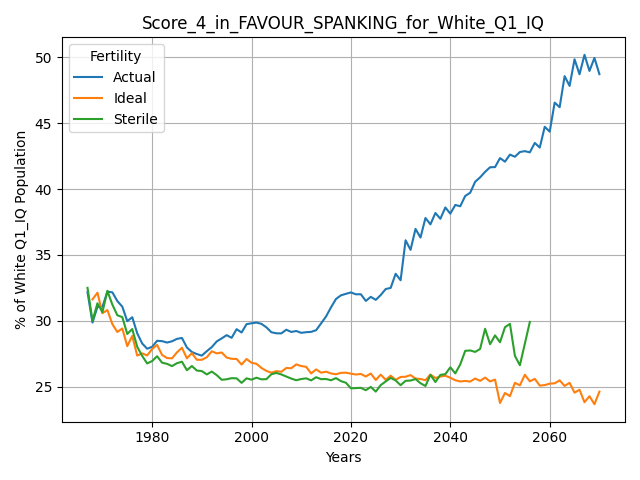 Score_4_in_FAVOUR_SPANKING_for_White_Q1_IQ
Fertility
Actual
Ideal
Sterile
% of White Q1_IQ Population
50
45
40
35
30
25
1980
2000
2020
2040
2060
Years